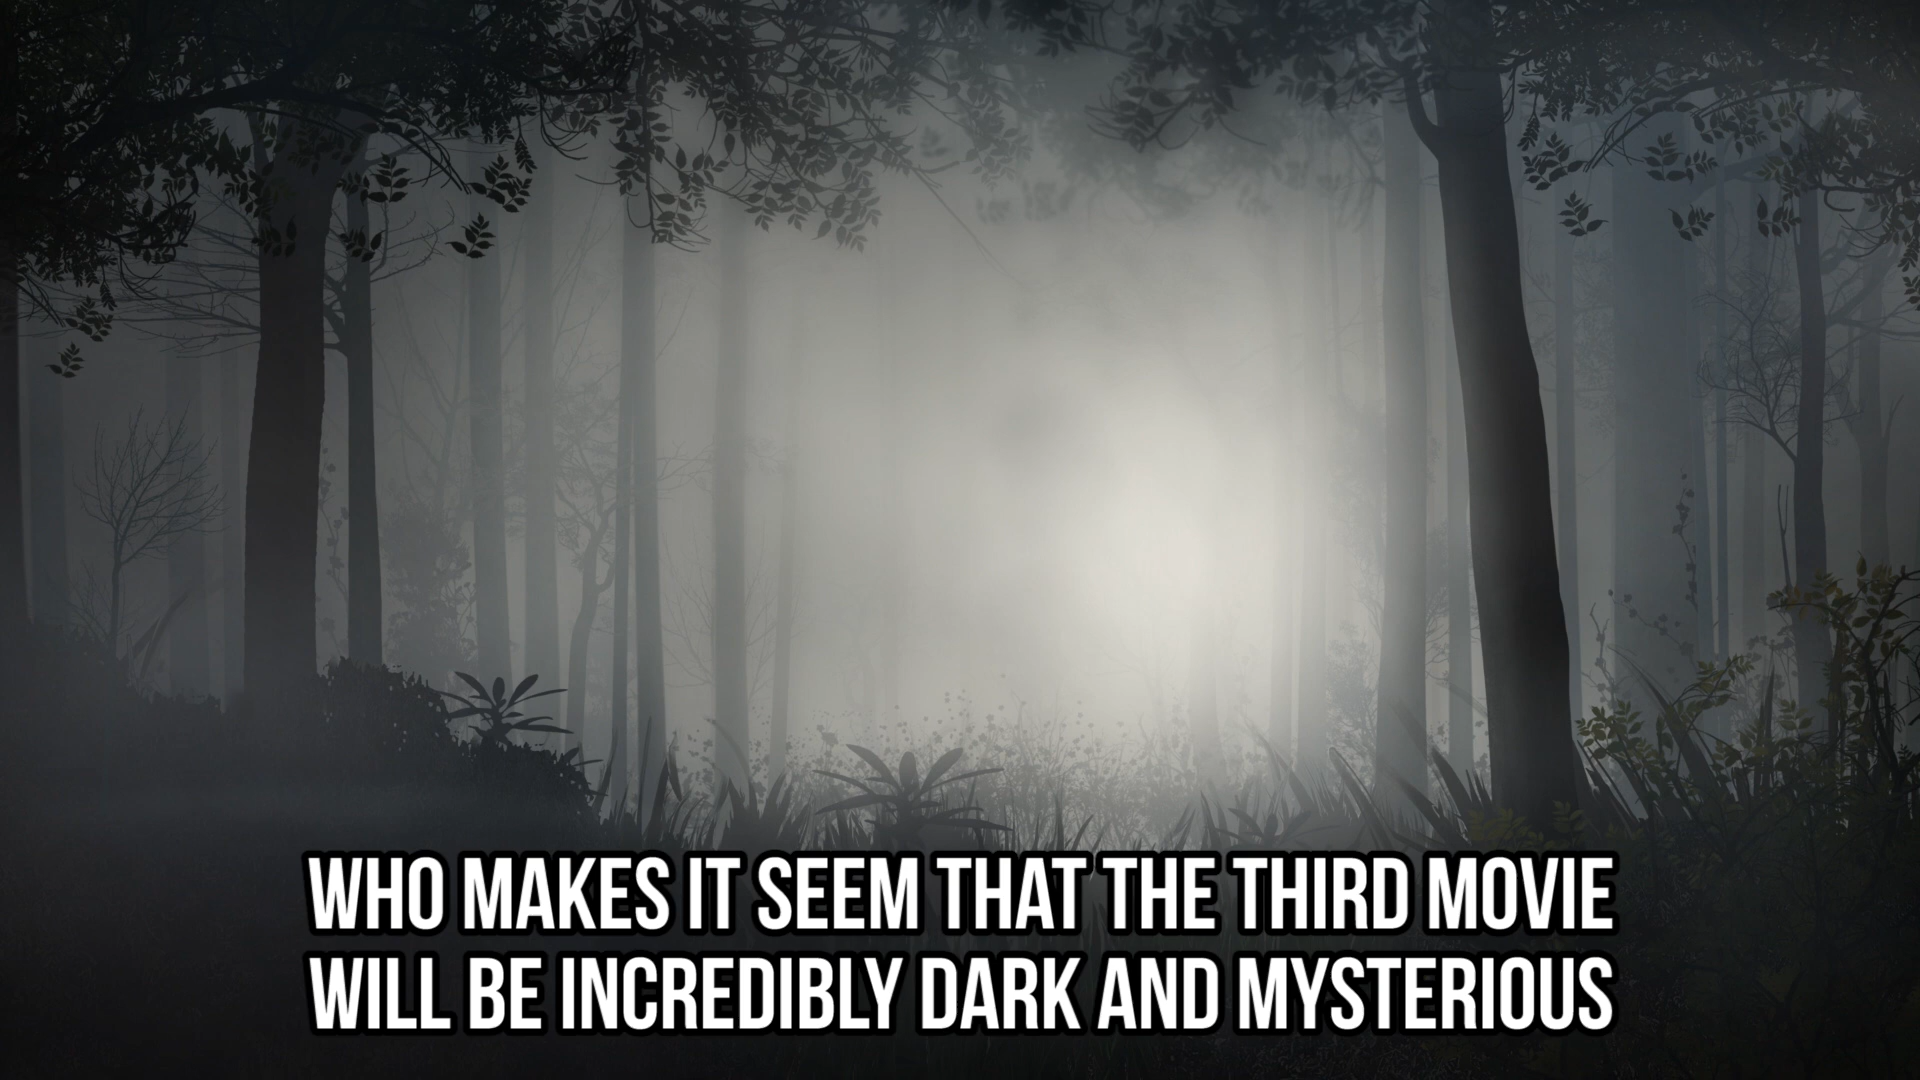 WHO MAKES IT SEEM THAT THE THIRD MOVIE
WILL BE INCREDIBLY DARK AND MYSTERIOUS